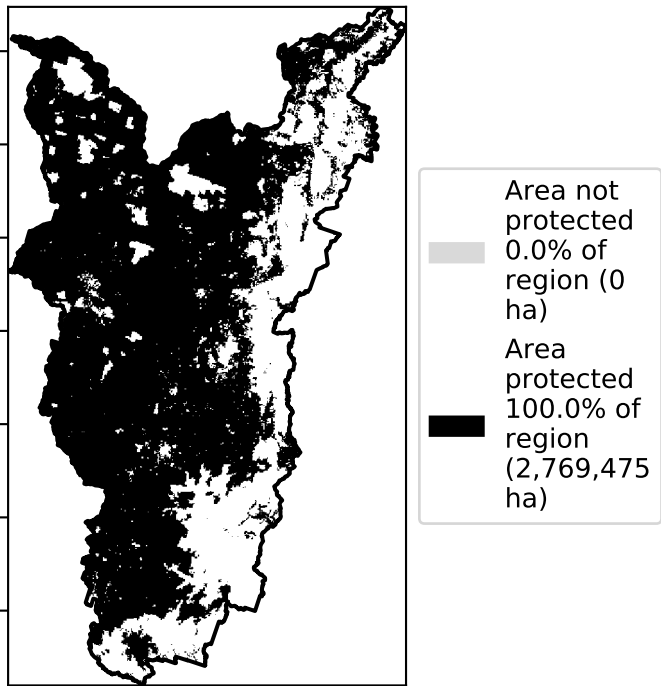 Area not
protected
0.0% of
region (0
ha)
Area
protected
100.0% of
region
(2,769,475
ha)